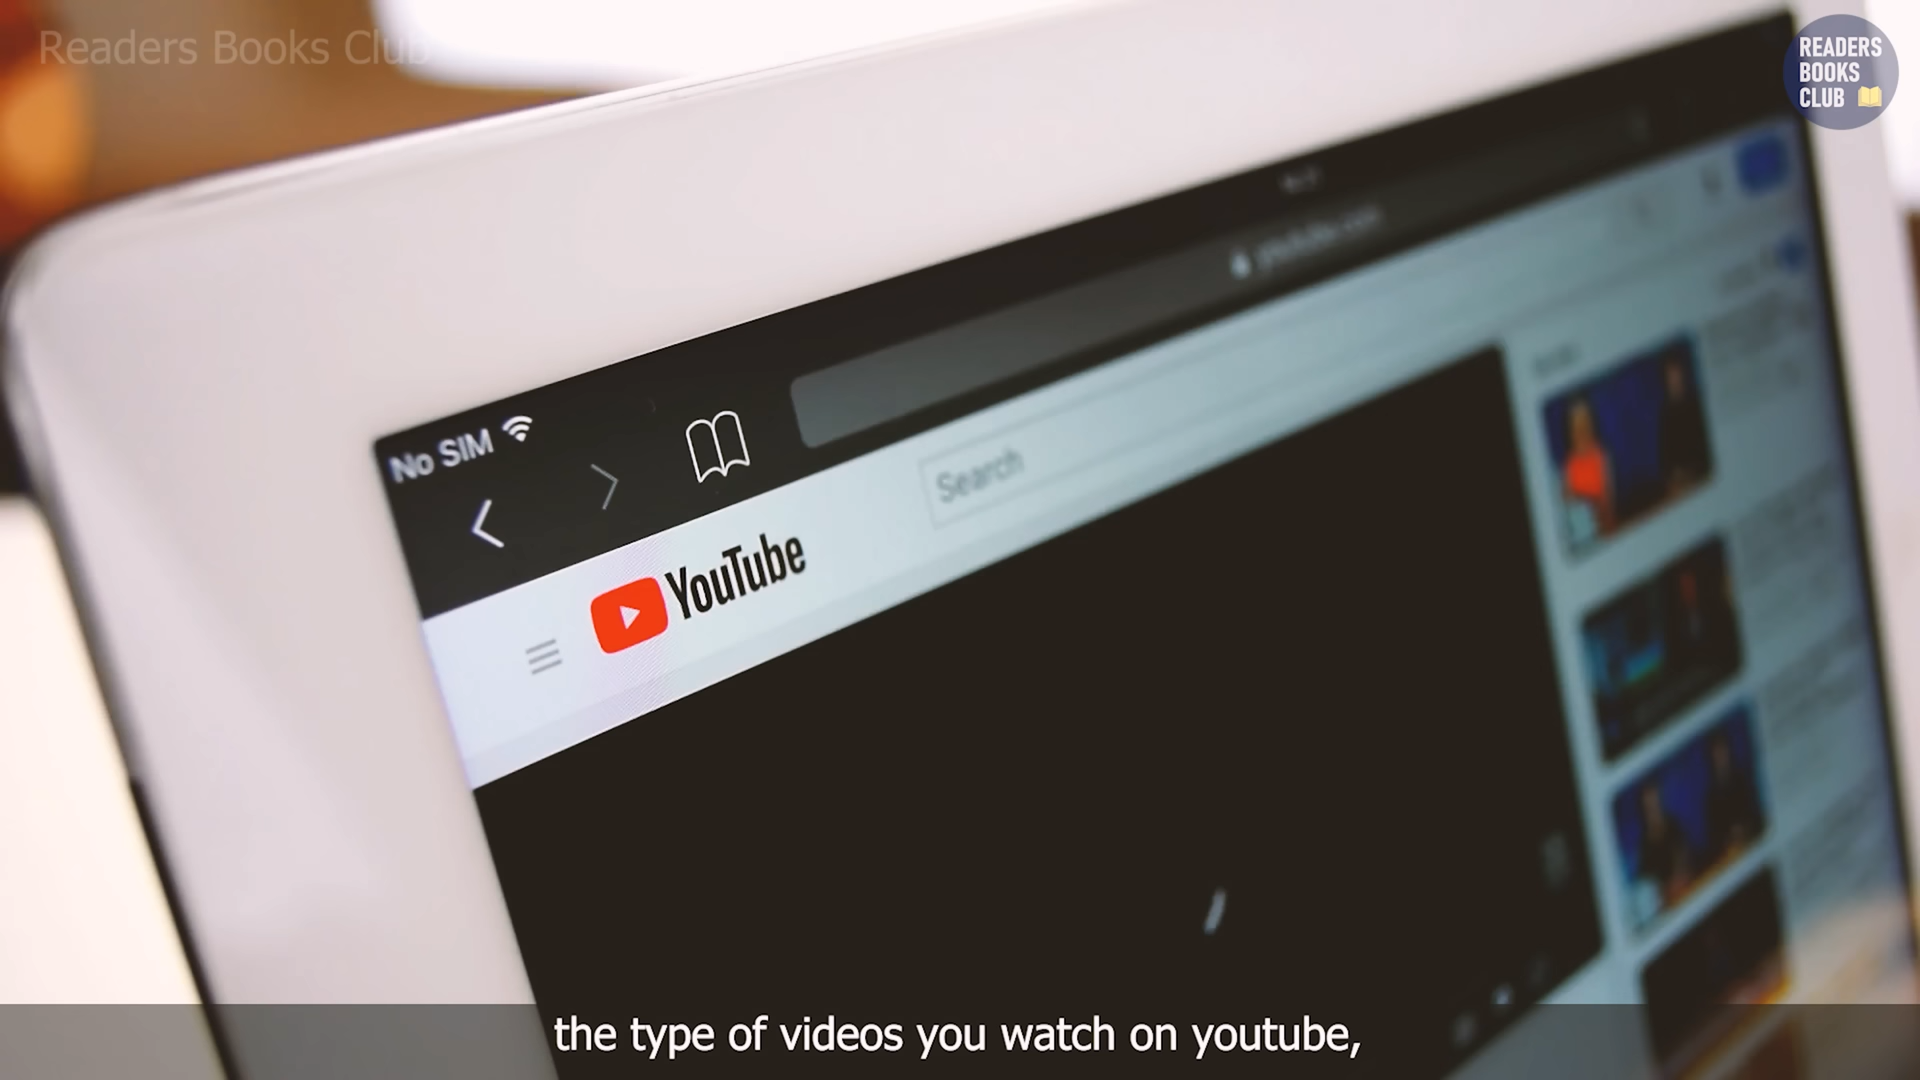 Readers Books Club
READERS
BOOKS
CLUB
No SIM
Search
YouTube
the type of videos you watch on youtube,